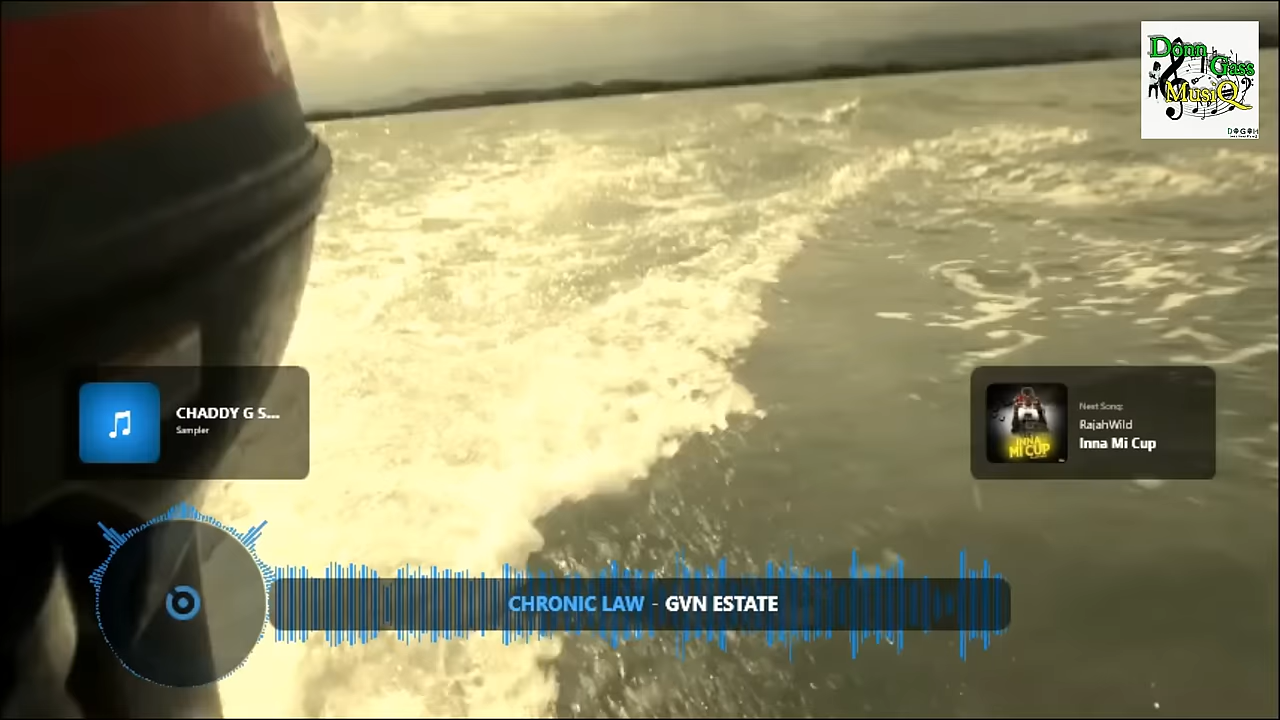 Donn
Gass
MusiQ
CHADDY G S...
Sampler
Next Song:
RajahWild
Inna Mi Cup
INNA
MI CUP
CHRONIC LAW - GVN ESTATE